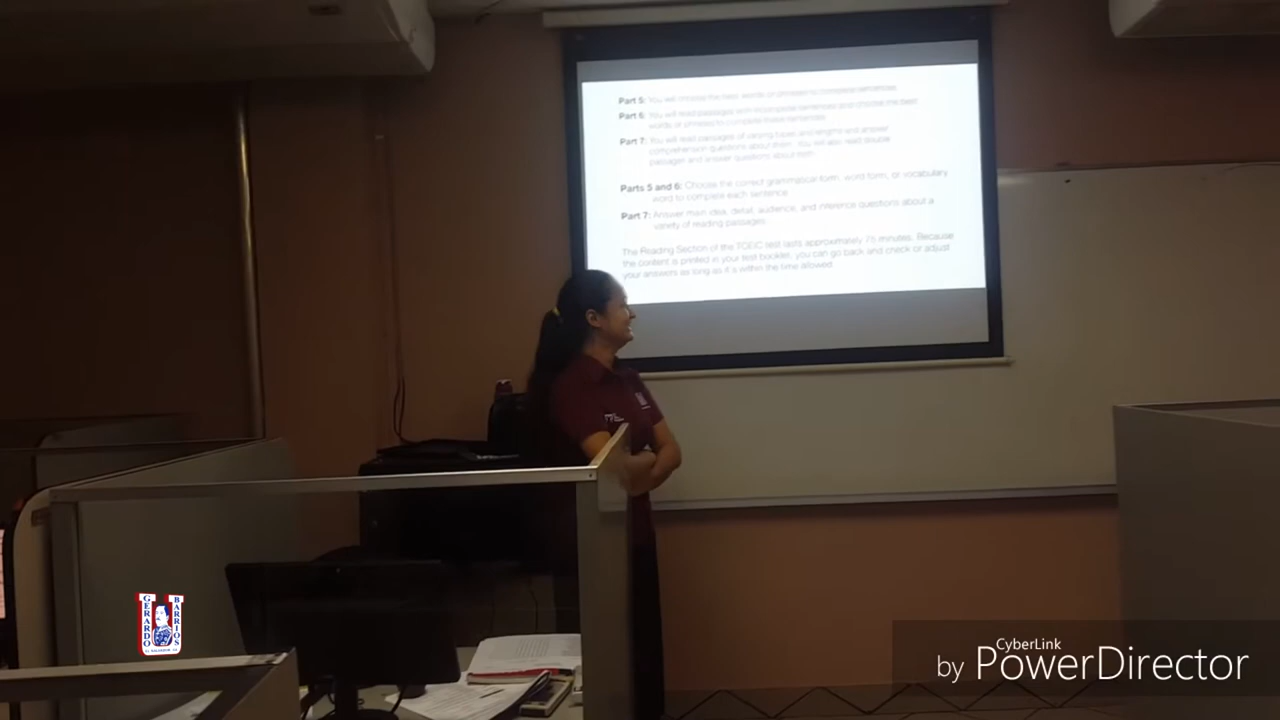 Part 5: You will choose the best words or phrases to complete sentences.
Part 6: You will read passages with incomplete sentences and choose the best
words or phrases to complete these sentences.
Part 7: You will read passages of varying types and lengths and answer
comprehension questions about them. You will also read double
passages and answer questions about both.
Parts 5 and 6: Choose the correct grammatical form, word form, or vocabulary
word to complete each sentence.
Part 7: Answer main idea, detail, audience, and inference questions about a
variety of reading passages.
The Reading Section of the TOEIC test lasts approximately 75 minutes. Because
the content is printed in your test booklet, you can go back and check or adjust
your answers as long as it's within the time allowed.
GERARDO
BARRIOS
CyberLink
by PowerDirector